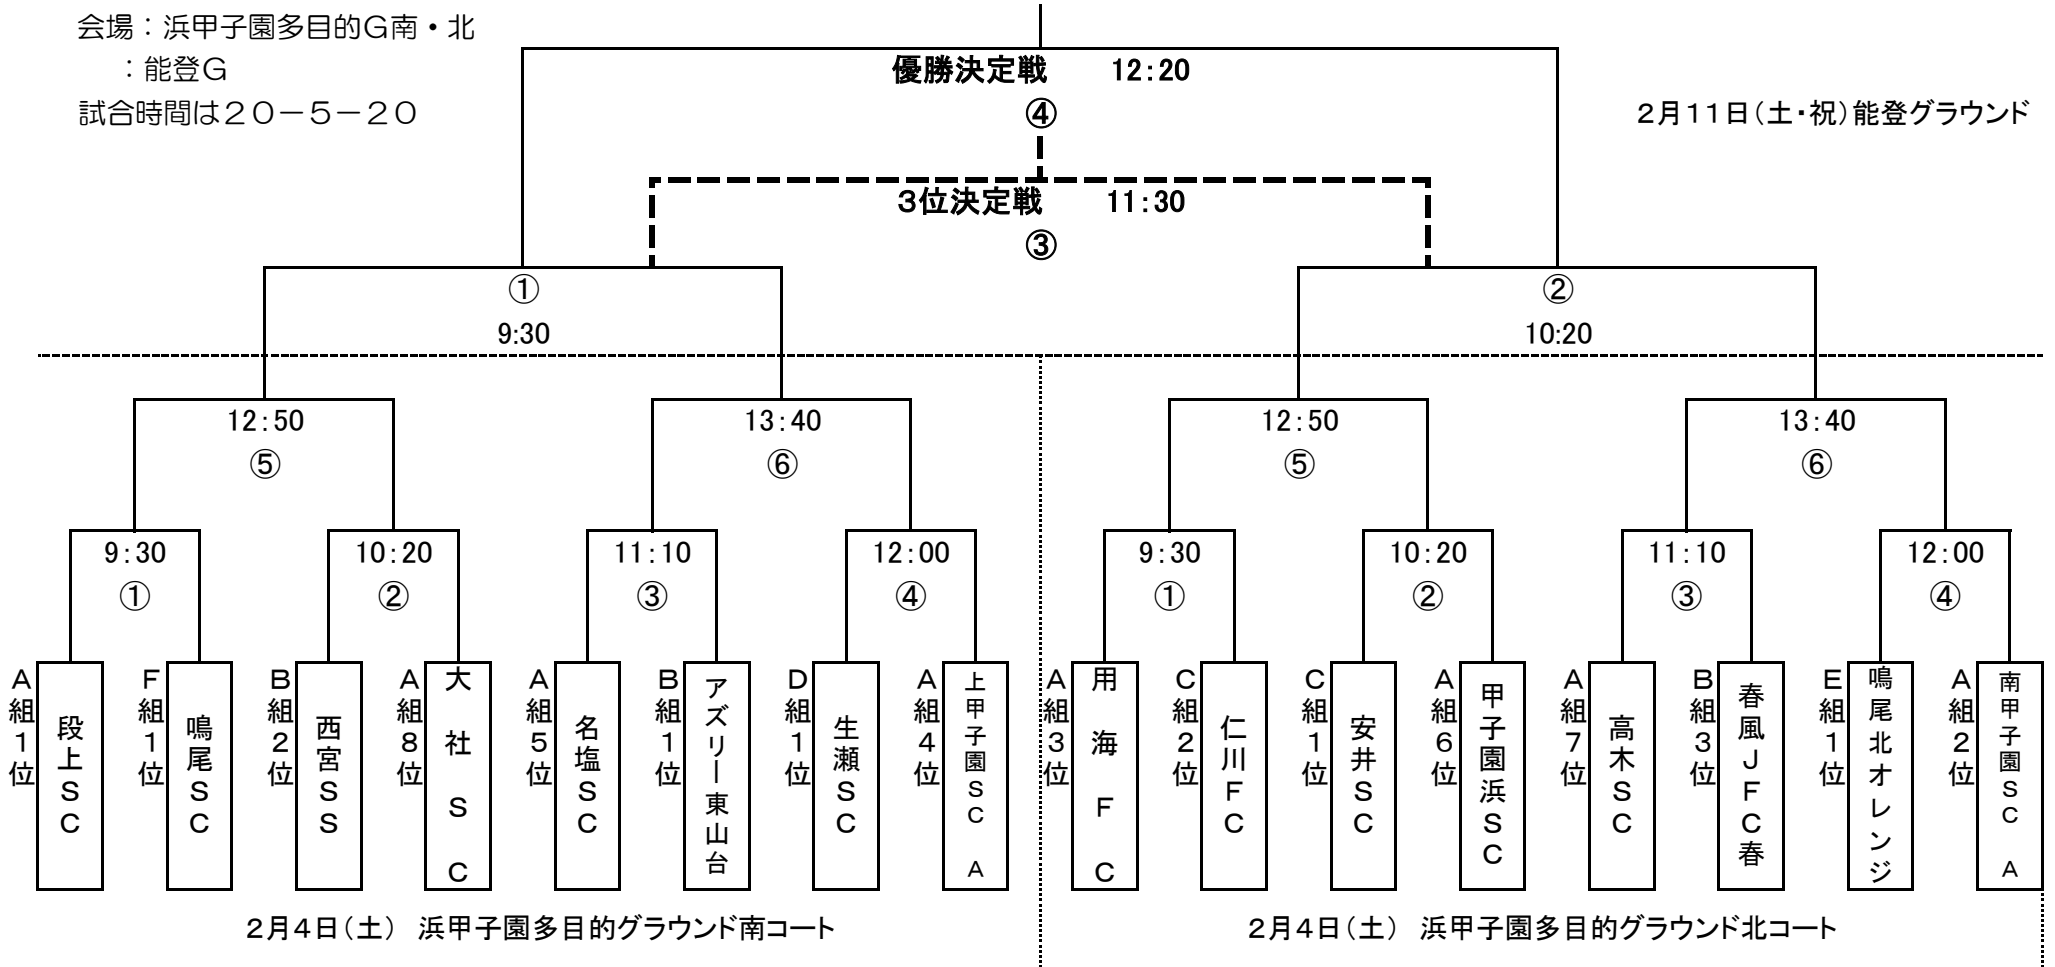 会場：浜甲子園多目的G南・北
：能登G
試合時間は２０－５－２０
優勝決定戦　12:20
④
２月１１日（土・祝）能登グラウンド
３位決定戦　11:30
③
①
②
9:30
10:20
12:50
13:40
12:50
13:40
⑤
⑥
⑤
⑥
9:30
10:20
11:10
12:00
9:30
10:20
11:10
12:00
①
②
③
④
①
②
③
④
A組１位
段上SC
F組１位
鳴尾SC
B組２位
西宮SS
A組８位
大社SC
A組５位
名塩SC
B組１位
アズリー東山台
D組１位
生瀬SC
A組４位
上甲子園SC　A
A組３位
用海FC
C組２位
仁川FC
C組１位
安井SC
A組６位
甲子園浜SC
A組７位
高木SC
B組３位
春風JFC春
E組１位
鳴尾北オレンジ
A組２位
南甲子園SC　A
２月４日（土）　浜甲子園多目的グラウンド南コート
２月４日（土）　浜甲子園多目的グラウンド北コート